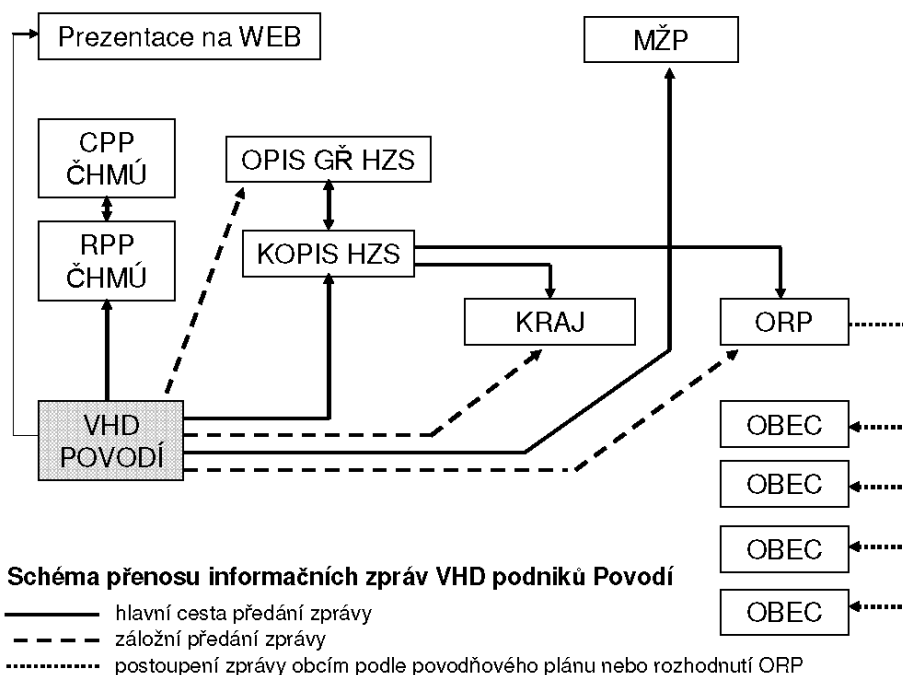 Prezentace na WEB
MŽP
CPP
ČHMÚ
OPIS GŘ HZS
RPP
ČHMÚ
KOPIS HZS
KRAJ
ORP
VHD
POVODÍ
OBEC
OBEC
OBEC
OBEC
Schéma přenosu informačních zpráv VHD podniků Povodí
hlavní cesta předání zprávy
záložní předání zprávy
postoupení zprávy obcím podle povodňového plánu nebo rozhodnutí ORP